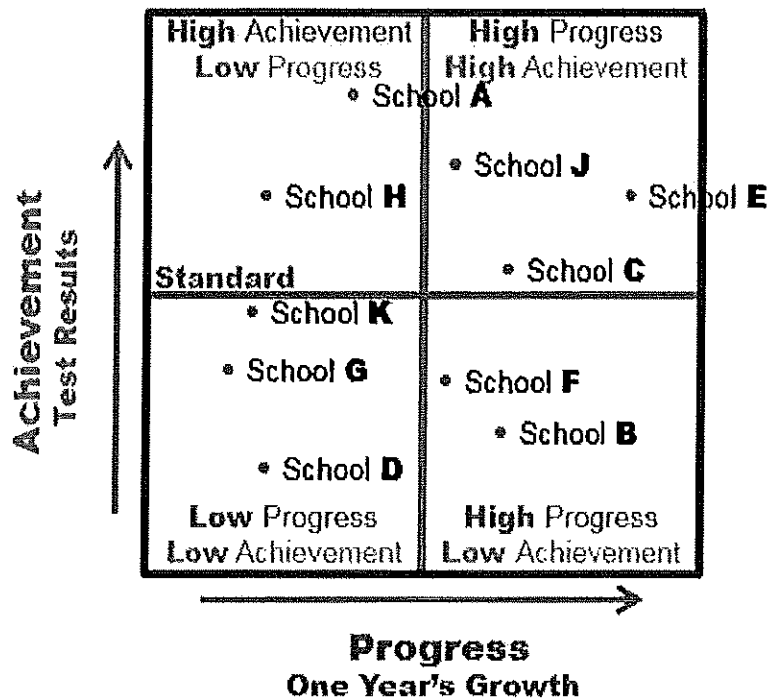 High Achievement
Low Progress
High Progress
High Achievement
School A
School J
School H
School E
School C
Standard
School K
School G
School F
School B
School D
Low Progress
Low Achievement
High Progress
Low Achievement
Achievement
Test Results
Progress
One Year's Growth